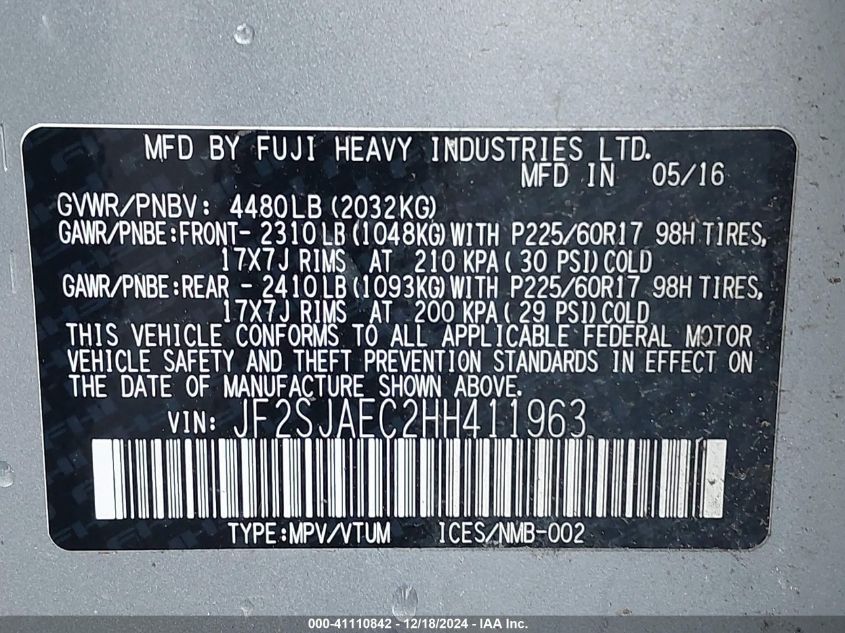 MFD BY FUJI HEAVY INDUSTRIES LTD.
MFD IN 05/16
GVWR/PNBV: 4480LB (2032KG)
GAWR/PNBE:FRONT- 2310LB (1048KG) WITH P225/60R17 98H TIRES,
17X7J RIMS AT 210 KPA( 30 PSI) COLD
GAWR/PNBE:REAR - 2410LB (1093KG) WITH P225/60R17 98H TIRES,
17X7J RIMS AT 200 KPA( 29 PSI) COLD
THIS VEHICLE CONFORMS TO ALL APPLICABLE FEDERAL MOTOR
VEHICLE SAFETY AND THEFT PREVENTION STANDARDS IN EFFECT ON
THE DATE OF MANUFACTURE SHOWN ABOVE.
VIN: JF2SJAEC2HH411963
TYPE:MPV/VTUM ICES/NMB-002
000-41110842 - 12/18/2024 - IAA Inc.